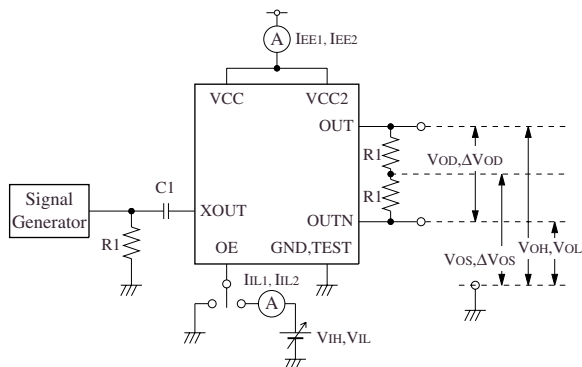 A
IEE1, IEE2
VCC
VCC2
OUT
R1
R1
VOD,ΔVOD
Signal
Generator
C1
XOUT
OUTN
R1
OE
GND,TEST
VOS,ΔVOS
VOH,VOL
IIL1, IIL2
A
VIH,VIL